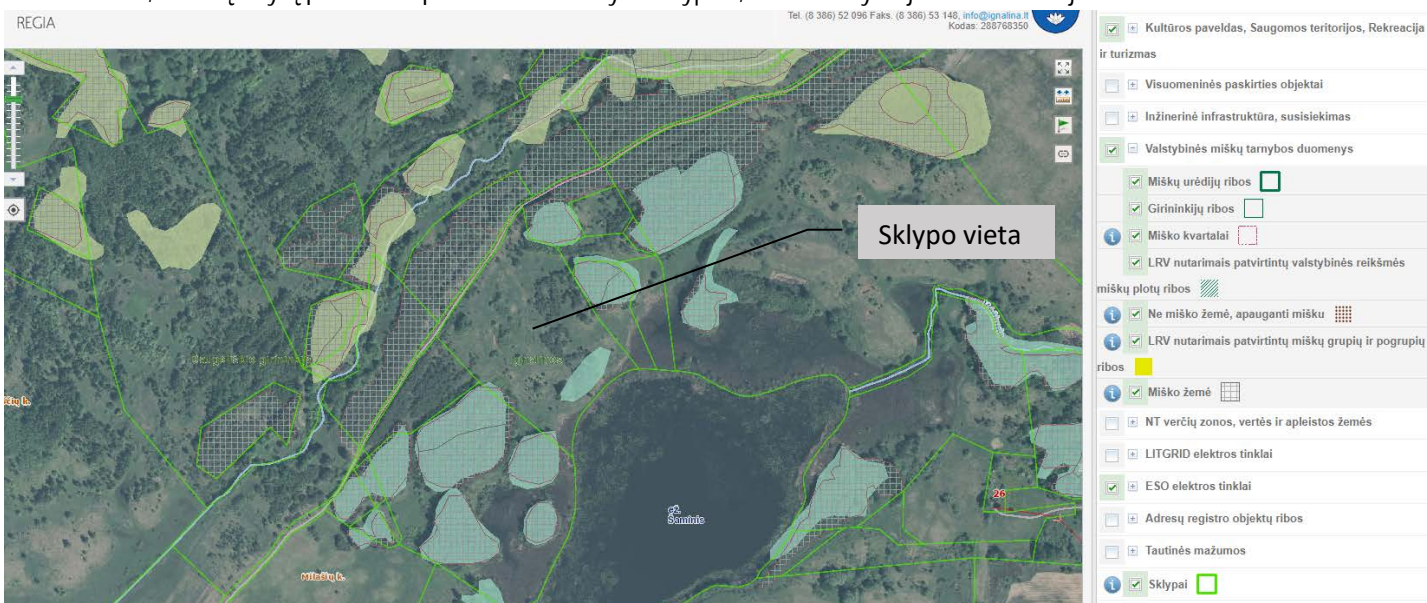 REGIA
Tel. (8 386) 52 096 Faks. (8 386) 53 148, info@ignalina.lt
Kodas: 288768350
Sklypo vieta
ež.
Šaminis
Mitašių k.
26
Kultūros paveldas, Saugomos teritorijos, Rekreacija
ir turizmas
Visuomeninės paskirties objektai
Inžinerinė infrastruktūra, susisiekimas
Valstybinės miškų tarnybos duomenys
Miškų urėdijų ribos
Girininkijų ribos
Miško kvartalai
LRV nutarimais patvirtintų valstybinės reikšmės
miškų plotų ribos
Ne miško žemė, apauganti mišku
LRV nutarimais patvirtintų miškų grupių ir pogrupių
ribos
Miško žemė
NT verčių zonos, vertės ir apleistos žemės
LITGRID elektros tinklai
ESO elektros tinklai
Adresų registro objektų ribos
Tautinės mažumos
Sklypai